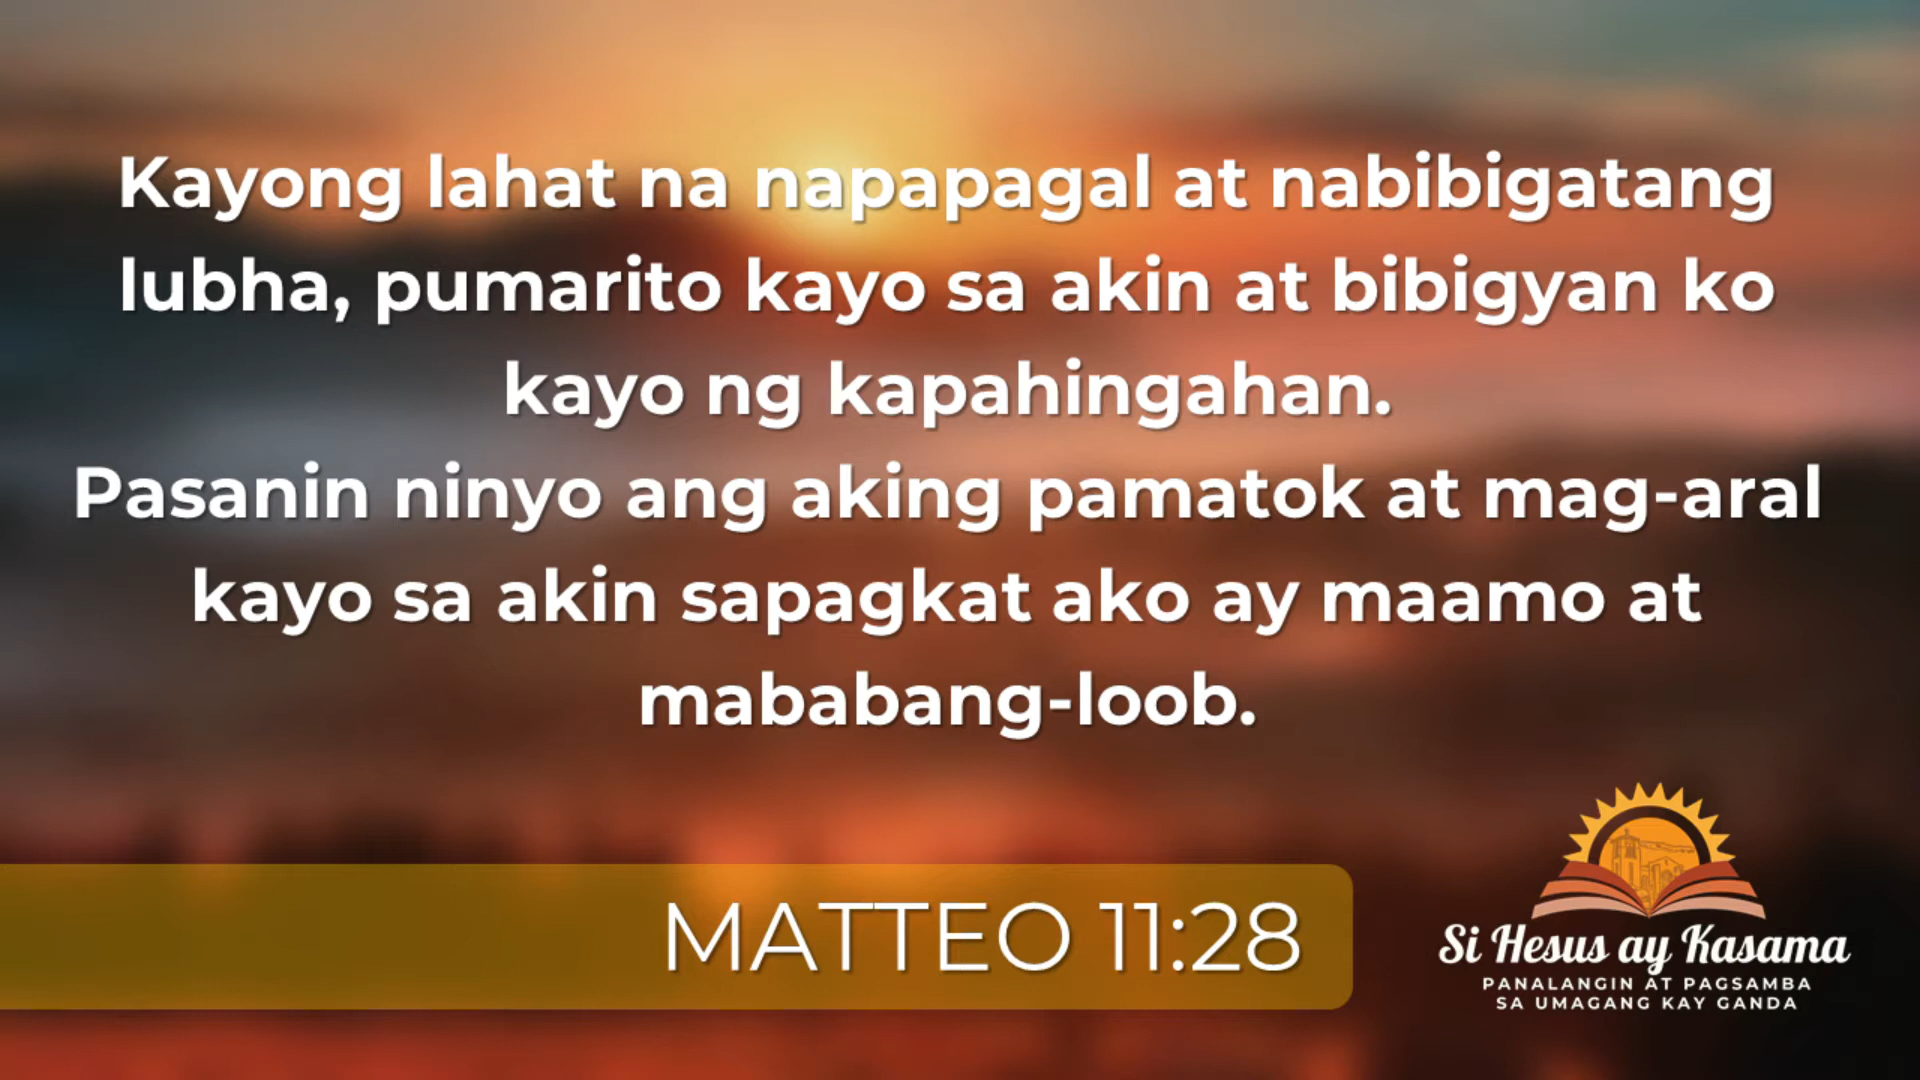 Kayong lahat na napapagal at nabibigatang
lubha, pumarito kayo sa akin at bibigyan ko
kayo ng kapahingahan.
Pasanin ninyo ang aking pamatok at mag-aral
kayo sa akin sapagkat ako ay maamo at
mababang-loob.
MATTEO 11:28
Si Hesus ay Kasama
PANALANGIN AT PAGSAMBA
SA UMAGANG KAY GANDA